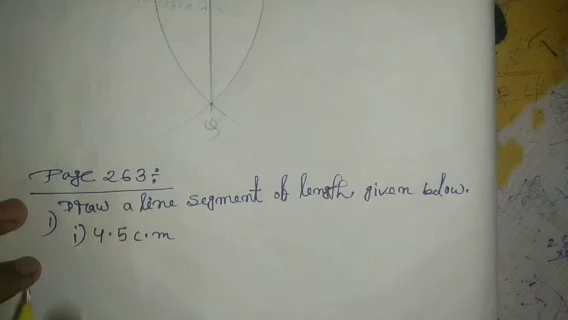 Q
Page 263:
1) Draw a line segment of length given below.
i) 4.5 c.m